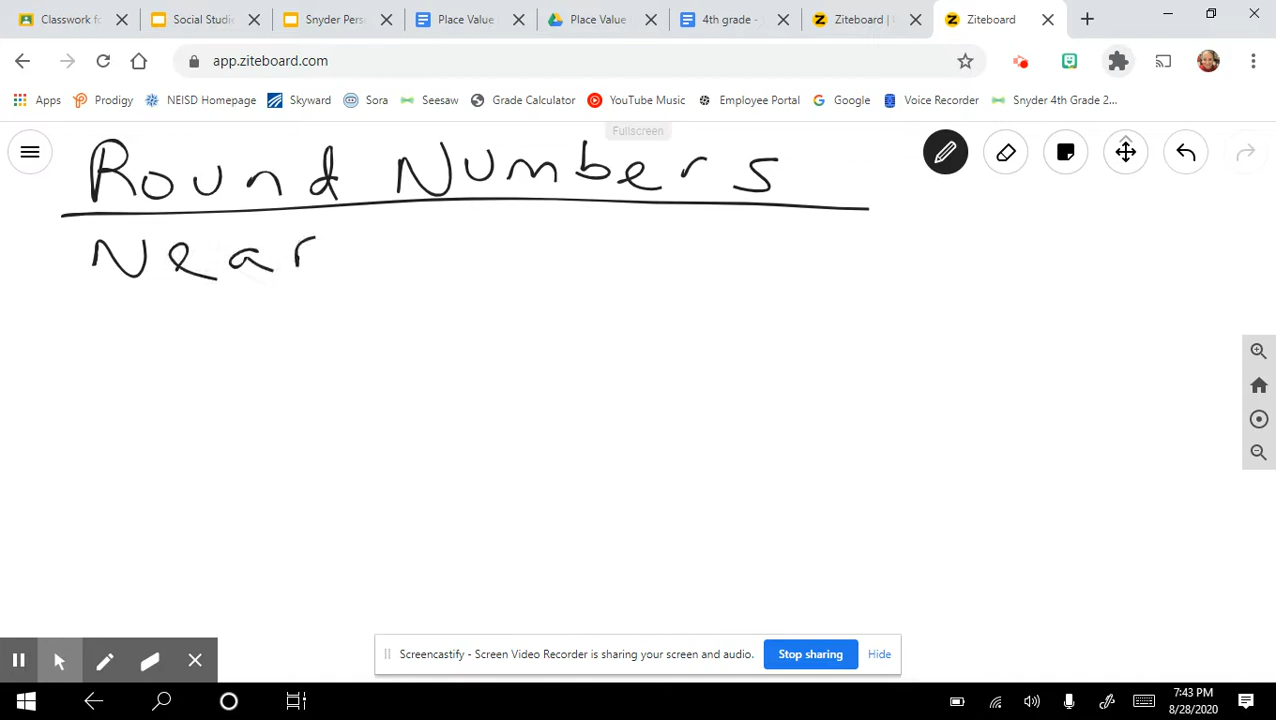 Classwork fo
Social Studie
Snyder Pers
Place Value
Place Value
4th grade -
Ziteboard |
Ziteboard
app.ziteboard.com
Apps
Prodigy
NEISD Homepage
Skyward
Sora
Seesaw
Grade Calculator
YouTube Music
Employee Portal
Google
Voice Recorder
Snyder 4th Grade 2...
Fullscreen
Round Numbers
Near
Screencastify - Screen Video Recorder is sharing your screen and audio.
Stop sharing
Hide
7:43 PM
8/28/2020